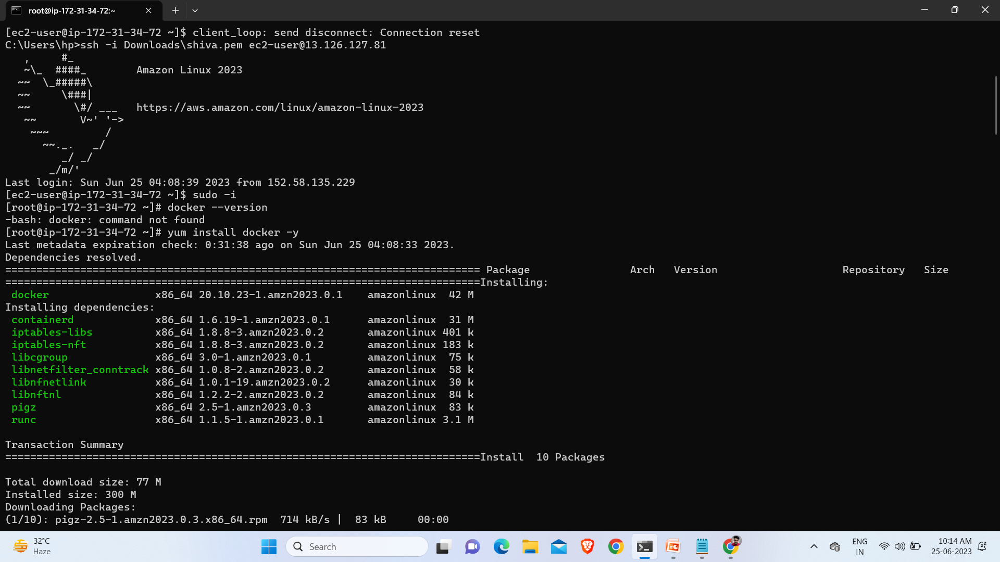 root@ip-172-31-34-72:~
[ec2-user@ip-172-31-34-72 ~]$ client_loop: send disconnect: Connection reset
C:\Users\hp>ssh -i Downloads\shiva.pem ec2-user@13.126.127.81
   ,     #_
   ~\_  ####_        Amazon Linux 2023
  ~~  \_#####\
  ~~     \###|
  ~~       \#/ ___   https://aws.amazon.com/linux/amazon-linux-2023
   ~~       V~' '->
    ~~~         /
      ~~._.   _/
         _/ _/
       _/m/'
Last login: Sun Jun 25 04:08:39 2023 from 152.58.135.229
[ec2-user@ip-172-31-34-72 ~]$ sudo -i
[root@ip-172-31-34-72 ~]# docker --version
-bash: docker: command not found
[root@ip-172-31-34-72 ~]# yum install docker -y
Last metadata expiration check: 0:31:38 ago on Sun Jun 25 04:08:33 2023.
Dependencies resolved.
============================================================================ Package                Arch   Version                    Repository   Size
============================================================================Installing:
 docker                 x86_64 20.10.23-1.amzn2023.0.1    amazonlinux  42 M
Installing dependencies:
 containerd             x86_64 1.6.19-1.amzn2023.0.1      amazonlinux  31 M
 iptables-libs          x86_64 1.8.8-3.amzn2023.0.2       amazonlinux 401 k
 iptables-nft           x86_64 1.8.8-3.amzn2023.0.2       amazonlinux 183 k
 libcgroup              x86_64 3.0-1.amzn2023.0.1         amazonlinux  75 k
 libnetfilter_conntrack x86_64 1.0.8-2.amzn2023.0.2       amazonlinux  58 k
 libnfnetlink           x86_64 1.0.1-19.amzn2023.0.2      amazonlinux  30 k
 libnftnl               x86_64 1.2.2-2.amzn2023.0.2       amazonlinux  84 k
 pigz                   x86_64 2.5-1.amzn2023.0.3         amazonlinux  83 k
 runc                   x86_64 1.1.5-1.amzn2023.0.1       amazonlinux 3.1 M
Transaction Summary
============================================================================Install  10 Packages
Total download size: 77 M
Installed size: 300 M
Downloading Packages:
(1/10): pigz-2.5-1.amzn2023.0.3.x86_64.rpm  714 kB/s |  83 kB     00:00
32°C
Haze
Search
ENG
IN
10:14 AM
25-06-2023